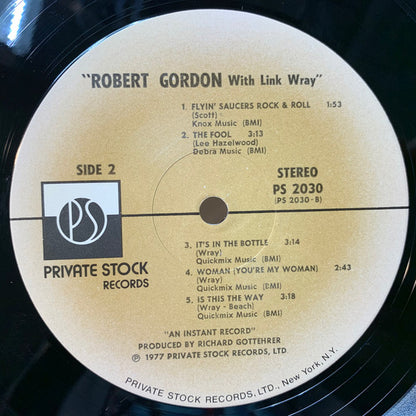 "ROBERT GORDON With Link Wray"
1. FLYIN' SAUCERS ROCK & ROLL 1:53
(Scott)
Knox Music (BMI)
2. THE FOOL 3:13
(Lee Hazelwood)
Debra Music (BMI)
SIDE 2
STEREO
PS 2030
(PS 2030-B)
PS
PRIVATE STOCK
RECORDS
3. IT'S IN THE BOTTLE 3:14
(Wray)
Quickmix Music (BMI)
4. WOMAN (YOU'RE MY WOMAN) 2:43
(Wray)
Quickmix Music (BMI)
5. IS THIS THE WAY 3:18
(Wray - Beach)
Quickmix Music (BMI)
"AN INSTANT RECORD"
PRODUCED BY RICHARD GOTTEHRER
℗ 1977 PRIVATE STOCK RECORDS, LTD.
PRIVATE STOCK RECORDS, LTD., New York, N.Y.